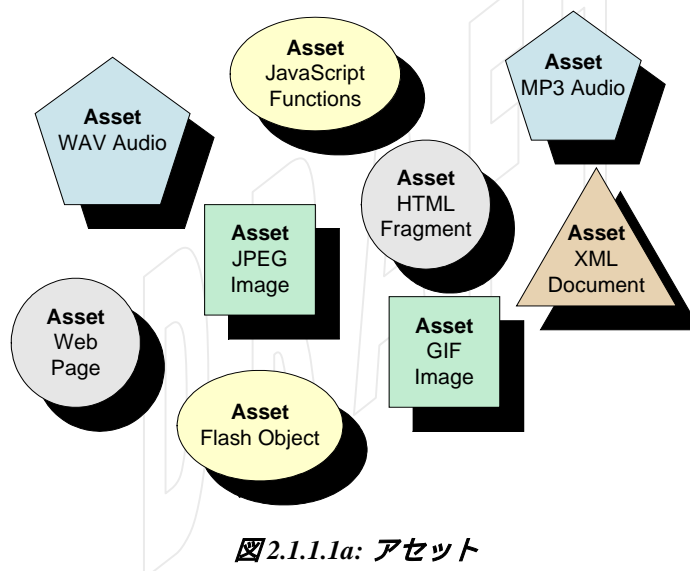 Asset
JavaScript
Functions
Asset
MP3 Audio
Asset
WAV Audio
Asset
HTML
Fragment
Asset
JPEG
Image
Asset
XML
Document
Asset
Web
Page
Asset
GIF
Image
Asset
Flash Object
DRAFT
図 2.1.1.1a: アセット